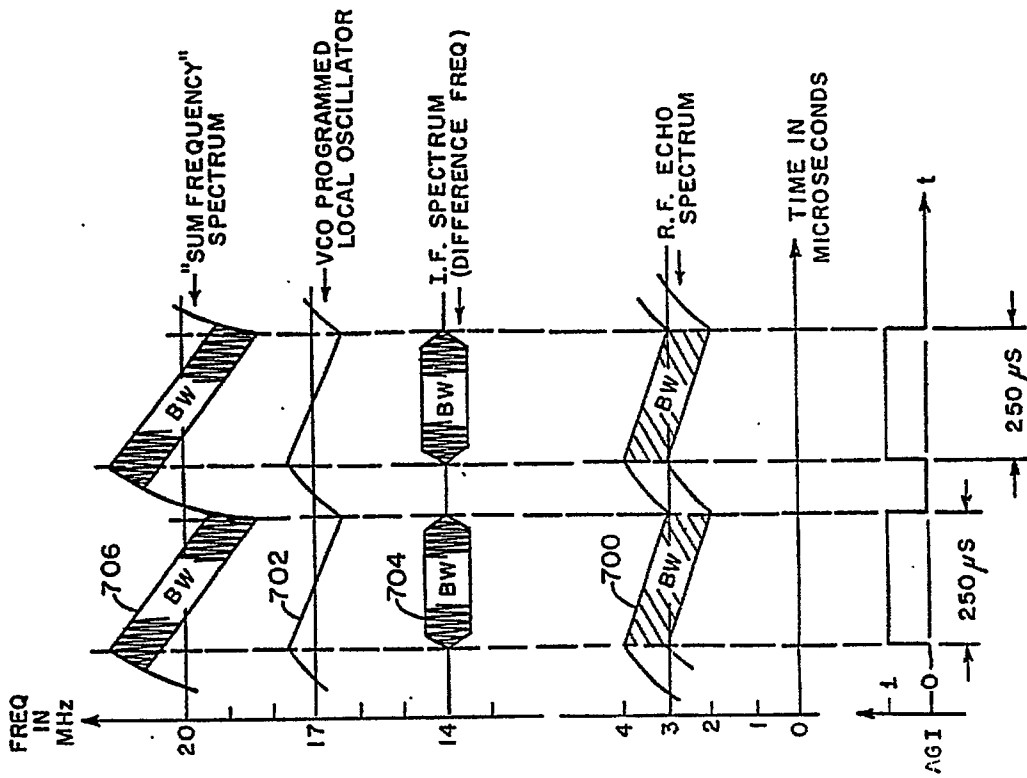 FREQ
IN
MHz
20
17
14
4
3
2
1
0
706
BW
BW
702
704
BW
BW
700
BW
BW
"SUM FREQUENCY"
SPECTRUM
VCO PROGRAMMED
LOCAL OSCILLATOR
I.F. SPECTRUM
(DIFFERENCE FREQ)
R.F. ECHO
SPECTRUM
TIME IN
MICROSECONDS
AGI
1
0
t
250 μS
250 μS